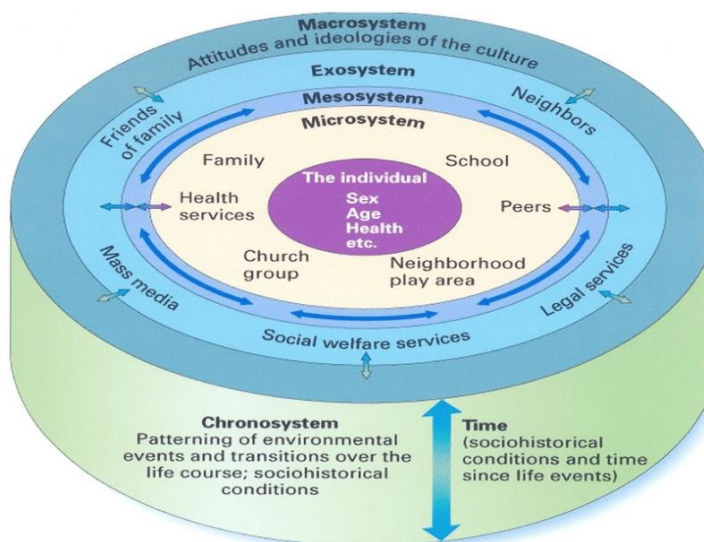 Macrosystem
Attitudes and ideologies of the culture
Exosystem
Mesosystem
Microsystem
Friends
of family
Neighbors
Family
School
The individual
Sex
Age
Health
etc.
Health
services
Peers
Church
group
Neighborhood
play area
Mass media
Legal services
Social welfare services
Chronosystem
Patterning of environmental
events and transitions over the
life course; sociohistorical
conditions
Time
(sociohistorical
conditions and time
since life events)